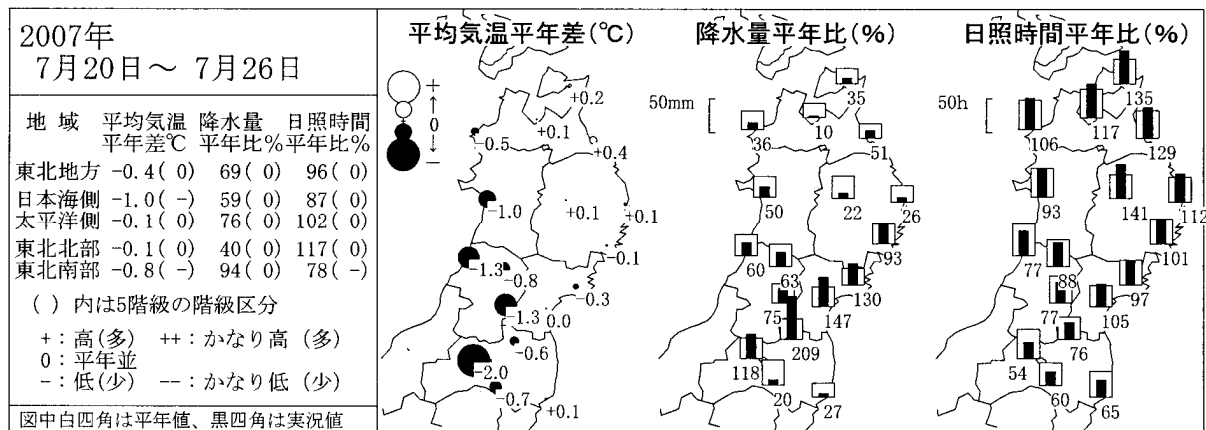 2007年
7月20日～ 7月26日
地 域 平均気温 降水量 日照時間
平年差℃ 平年比% 平年比%
東北地方 -0.4( 0) 69( 0) 96( 0)
日本海側 -1.0( -) 59( 0) 87( 0)
太平洋側 -0.1( 0) 76( 0) 102( 0)
東北北部 -0.1( 0) 40( 0) 117( 0)
東北南部 -0.8( -) 94( 0) 78( -)
( ) 内は5階級の階級区分
+：高(多) ++：かなり高 (多)
0：平年並
-：低(少) --：かなり低 (少)
図中白四角は平年値、黒四角は実況値
平均気温平年差(℃)
+
↑
0
↓
-
+0.2
+0.1
-0.5
+0.4
-1.0
+0.1
+0.1
-0.1
-1.3
-0.8
-0.3
-1.3
0.0
-0.6
-2.0
-0.7
+0.1
降水量平年比(%)
50mm
35
10
36
51
50
22
26
93
60
63
130
75
147
209
118
20
27
日照時間平年比(%)
50h
135
117
106
129
93
141
112
101
77
88
97
77
105
76
54
60
65